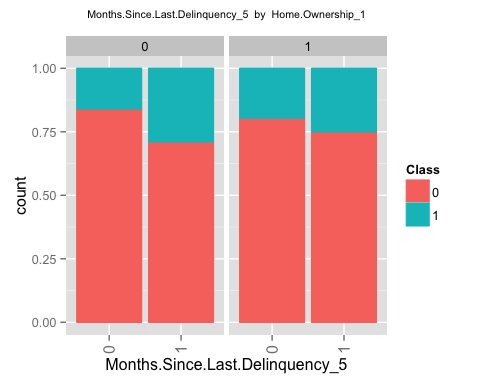 Months.Since.Last.Delinquency_5 by Home.Ownership_1
0 1
1.00
0.75
0.50
0.25
0.00
count
0 1 0 1
Months.Since.Last.Delinquency_5
Class
0
1